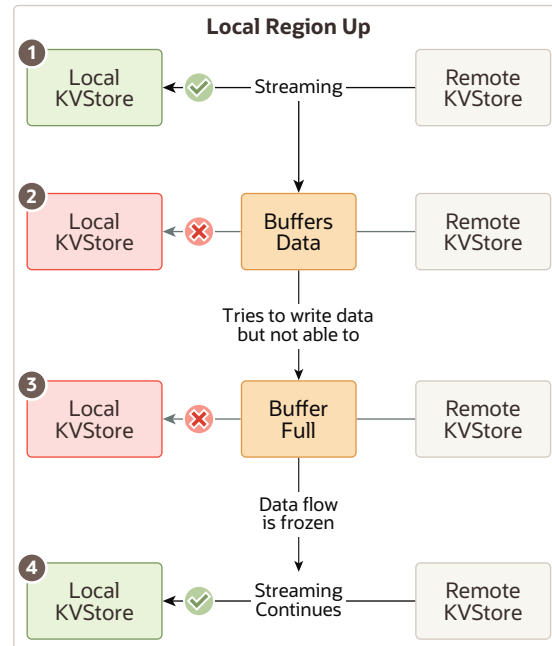 Local Region Up
1
Local
KVStore
Streaming
Remote
KVStore
2
Local
KVStore
Buffers
Data
Remote
KVStore
Tries to write data
but not able to
3
Local
KVStore
Buffer
Full
Remote
KVStore
Data flow
is frozen
4
Local
KVStore
Streaming
Continues
Remote
KVStore